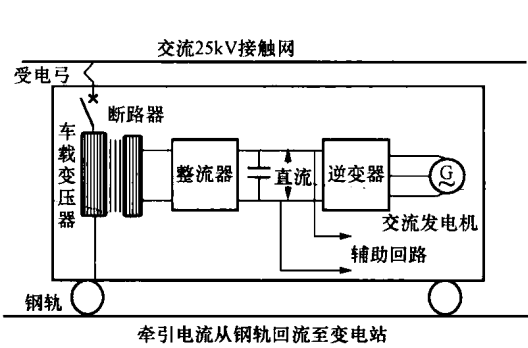 交流25kV接触网
受电弓
断路器
车载变压器
整流器
直流
逆变器
G
~
交流发电机
辅助回路
钢轨
牵引电流从钢轨回流至变电站